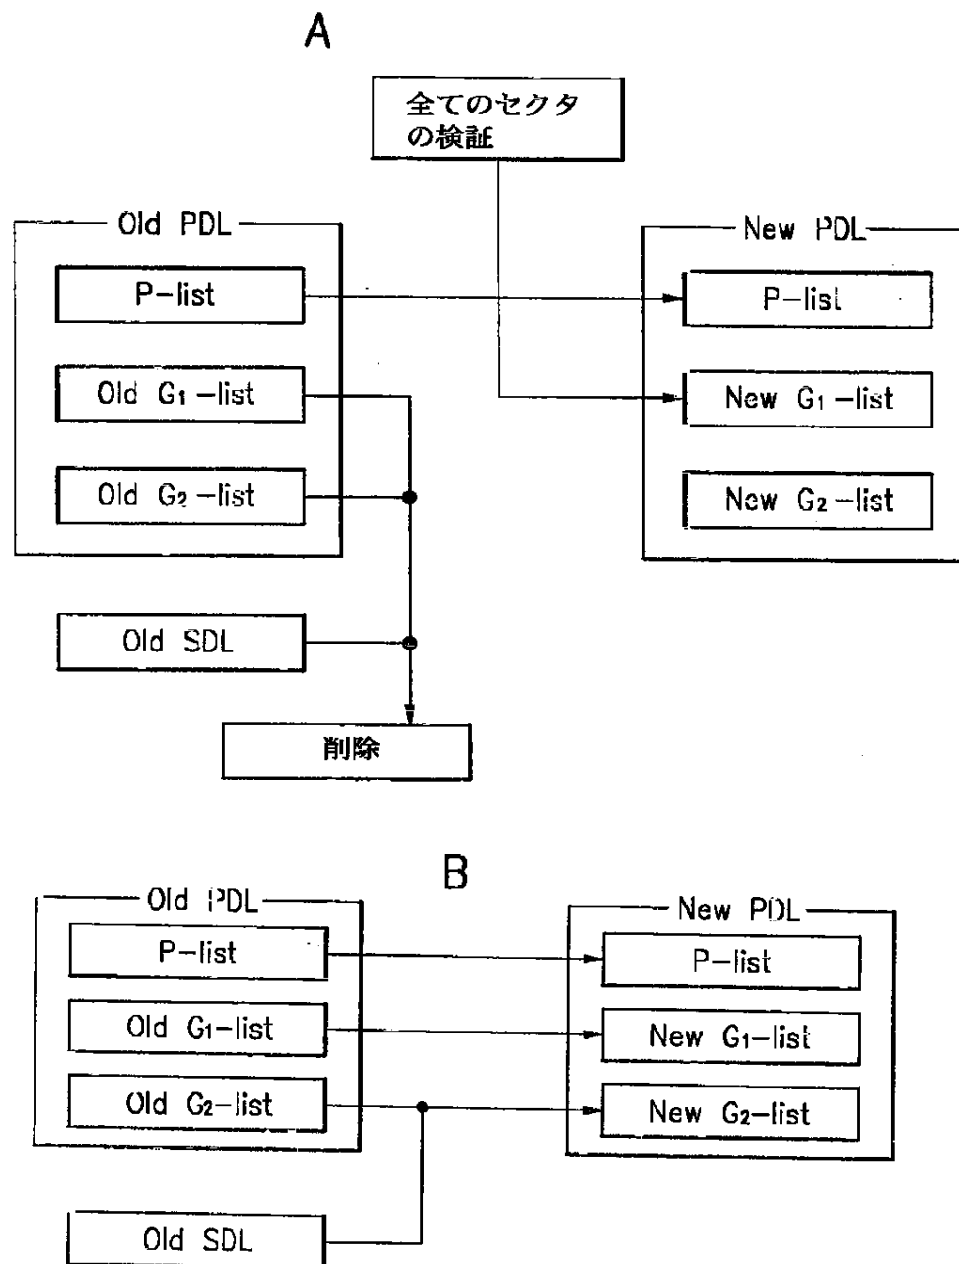 A
全てのセクタ
の検証
Old PDL
New PDL
P-list
P-list
Old G₁-list
New G₁-list
Old G₂-list
New G₂-list
Old SDL
削除
B
Old PDL
New PDL
P-list
P-list
Old G₁-list
New G₁-list
Old G₂-list
New G₂-list
Old SDL